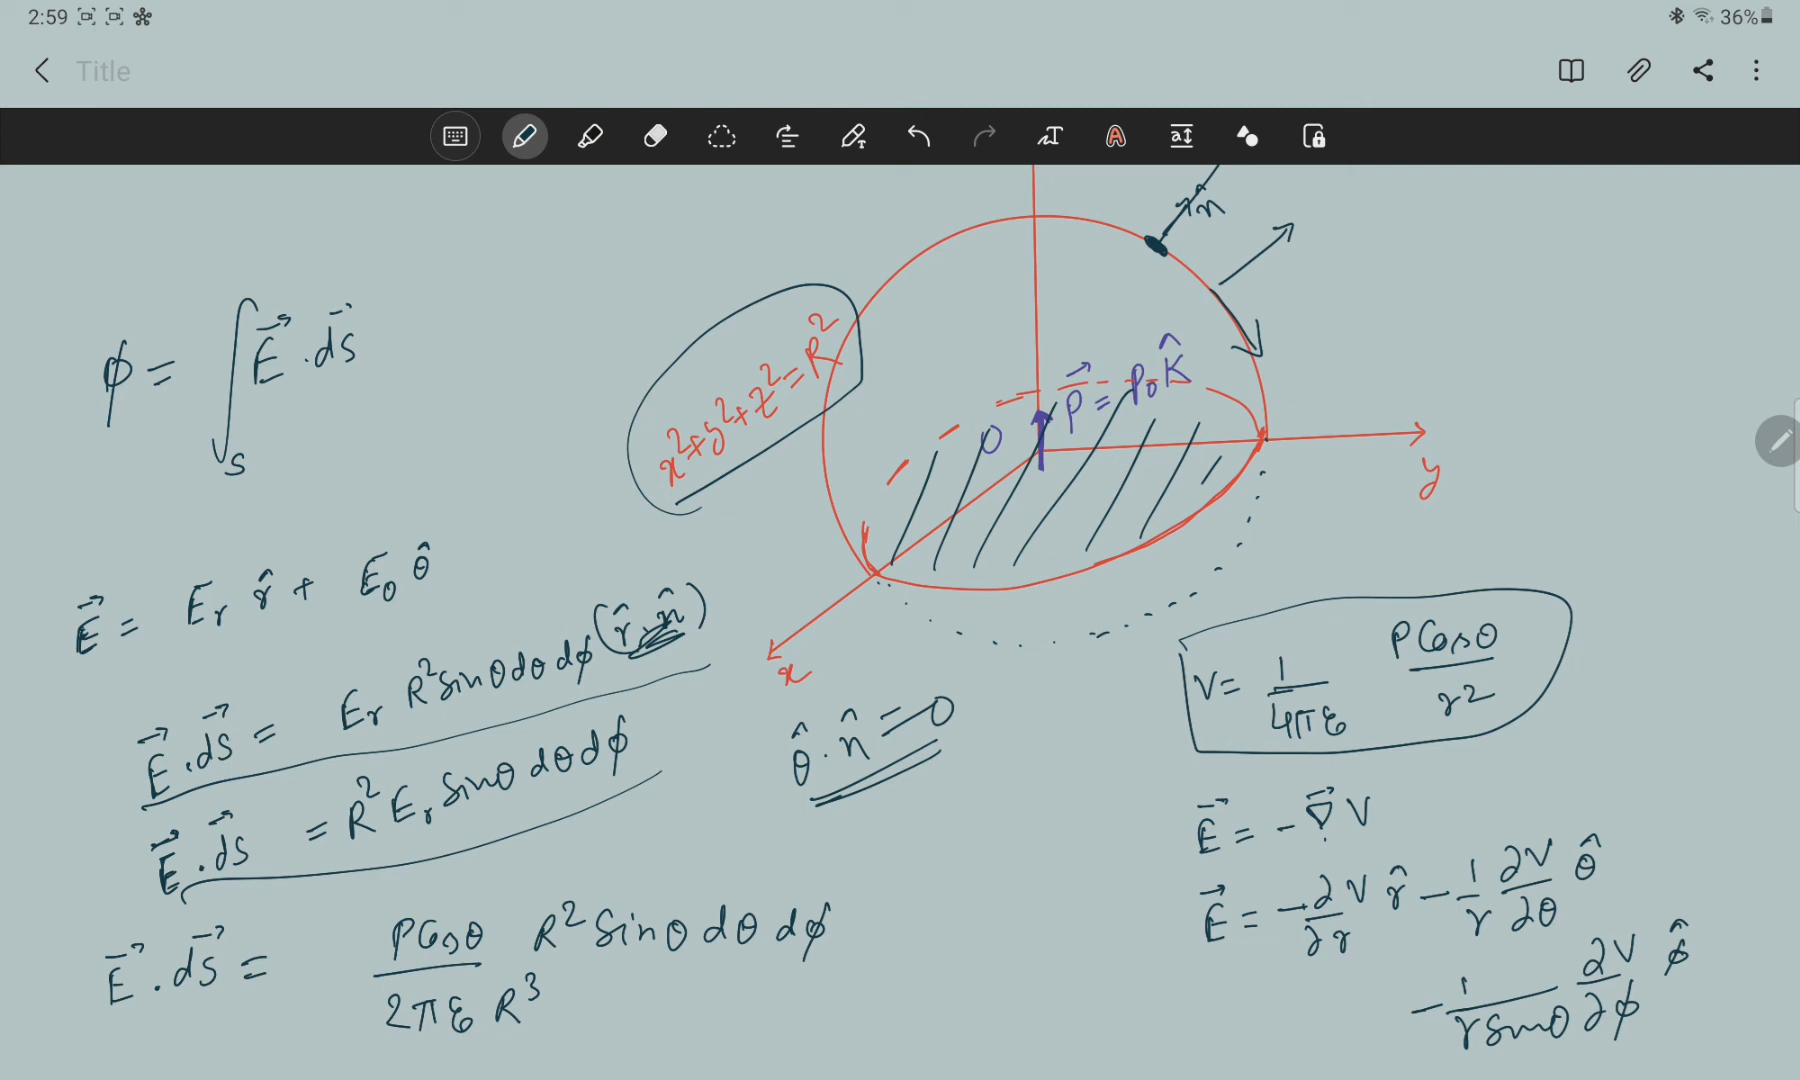 2:59
36%
Title
n̂
φ = ∫_S E⃗ . ds⃗
x² + y² + z² = R²
O
P⃗ = P₀ K̂
y
x
E⃗ = E_r r̂ + E_θ θ̂
E⃗ . ds⃗ = E_r R² sinθ dθ dφ (r̂ . n̂)
θ̂ . n̂ = 0
E⃗ . ds⃗ = R² E_r sinθ dθ dφ
E⃗ . ds⃗ = PCosθ / 2πε₀ R³ R² sinθ dθ dφ
V = 1 / 4πε₀ PCosθ / r²
E⃗ = - ∇⃗ V
E⃗ = - ∂V / ∂r r̂ - 1 / r ∂V / ∂θ θ̂
- 1 / r sinθ ∂V / ∂φ φ̂